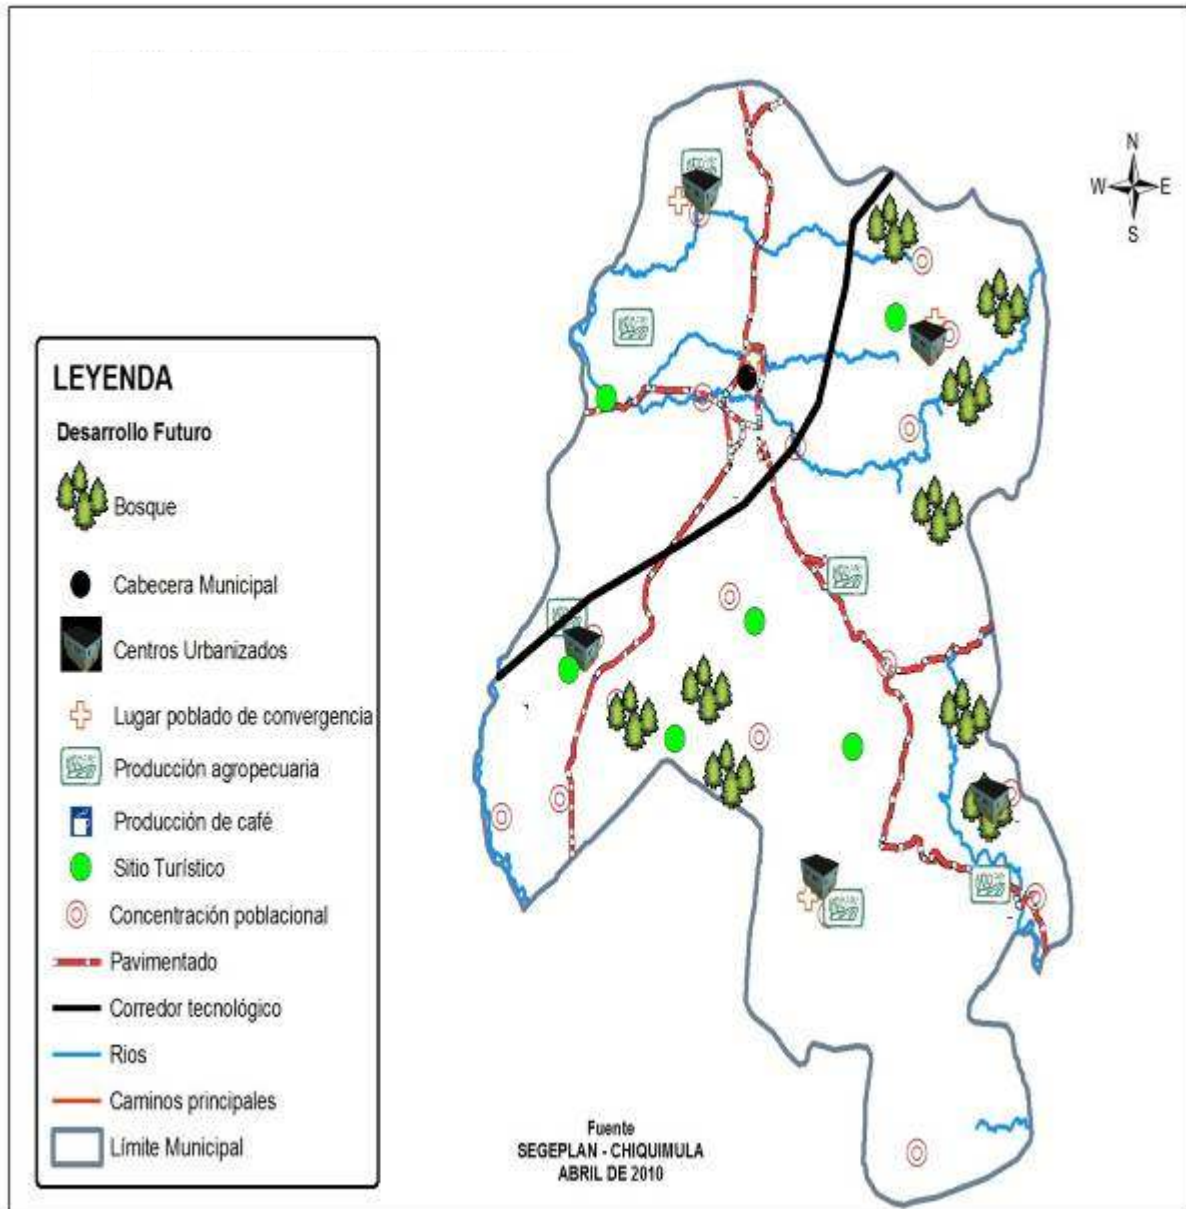 N
W E
S
LEYENDA
Desarrollo Futuro
Bosque
Cabecera Municipal
Centros Urbanizados
Lugar poblado de convergencia
Producción agropecuaria
Producción de café
Sitio Turístico
Concentración poblacional
Pavimentado
Corredor tecnológico
Rios
Caminos principales
Límite Municipal
Fuente
SEGEPLAN - CHIQUIMULA
ABRIL DE 2010